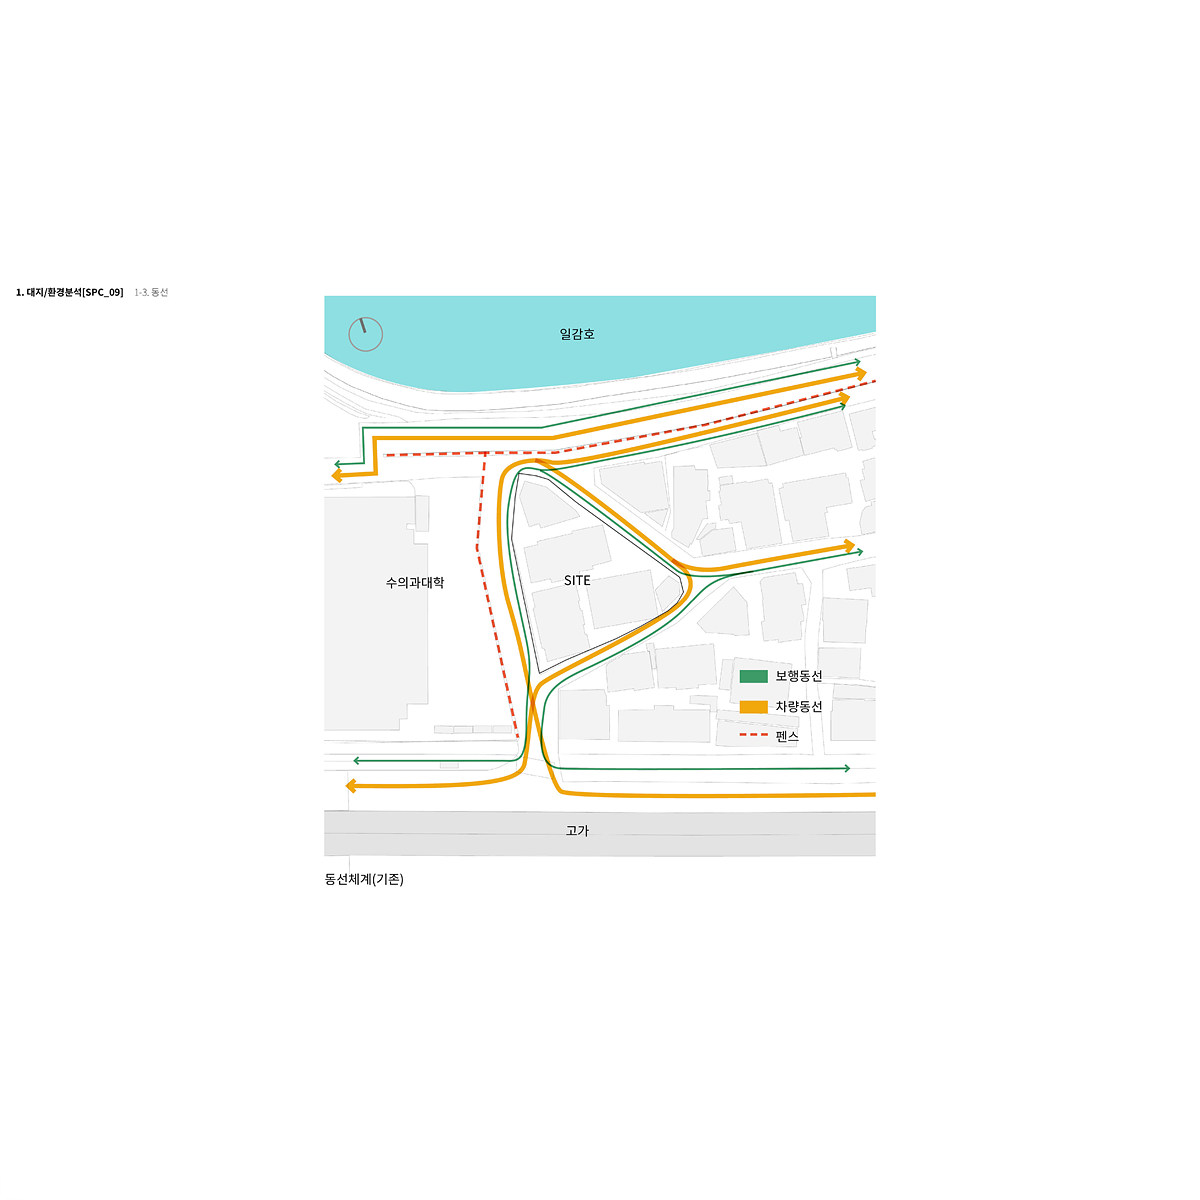 1. 대지/환경분석[SPC_09] 1-3. 동선
일감호
수의과대학
SITE
보행동선
차량동선
펜스
고가
동선체계(기존)